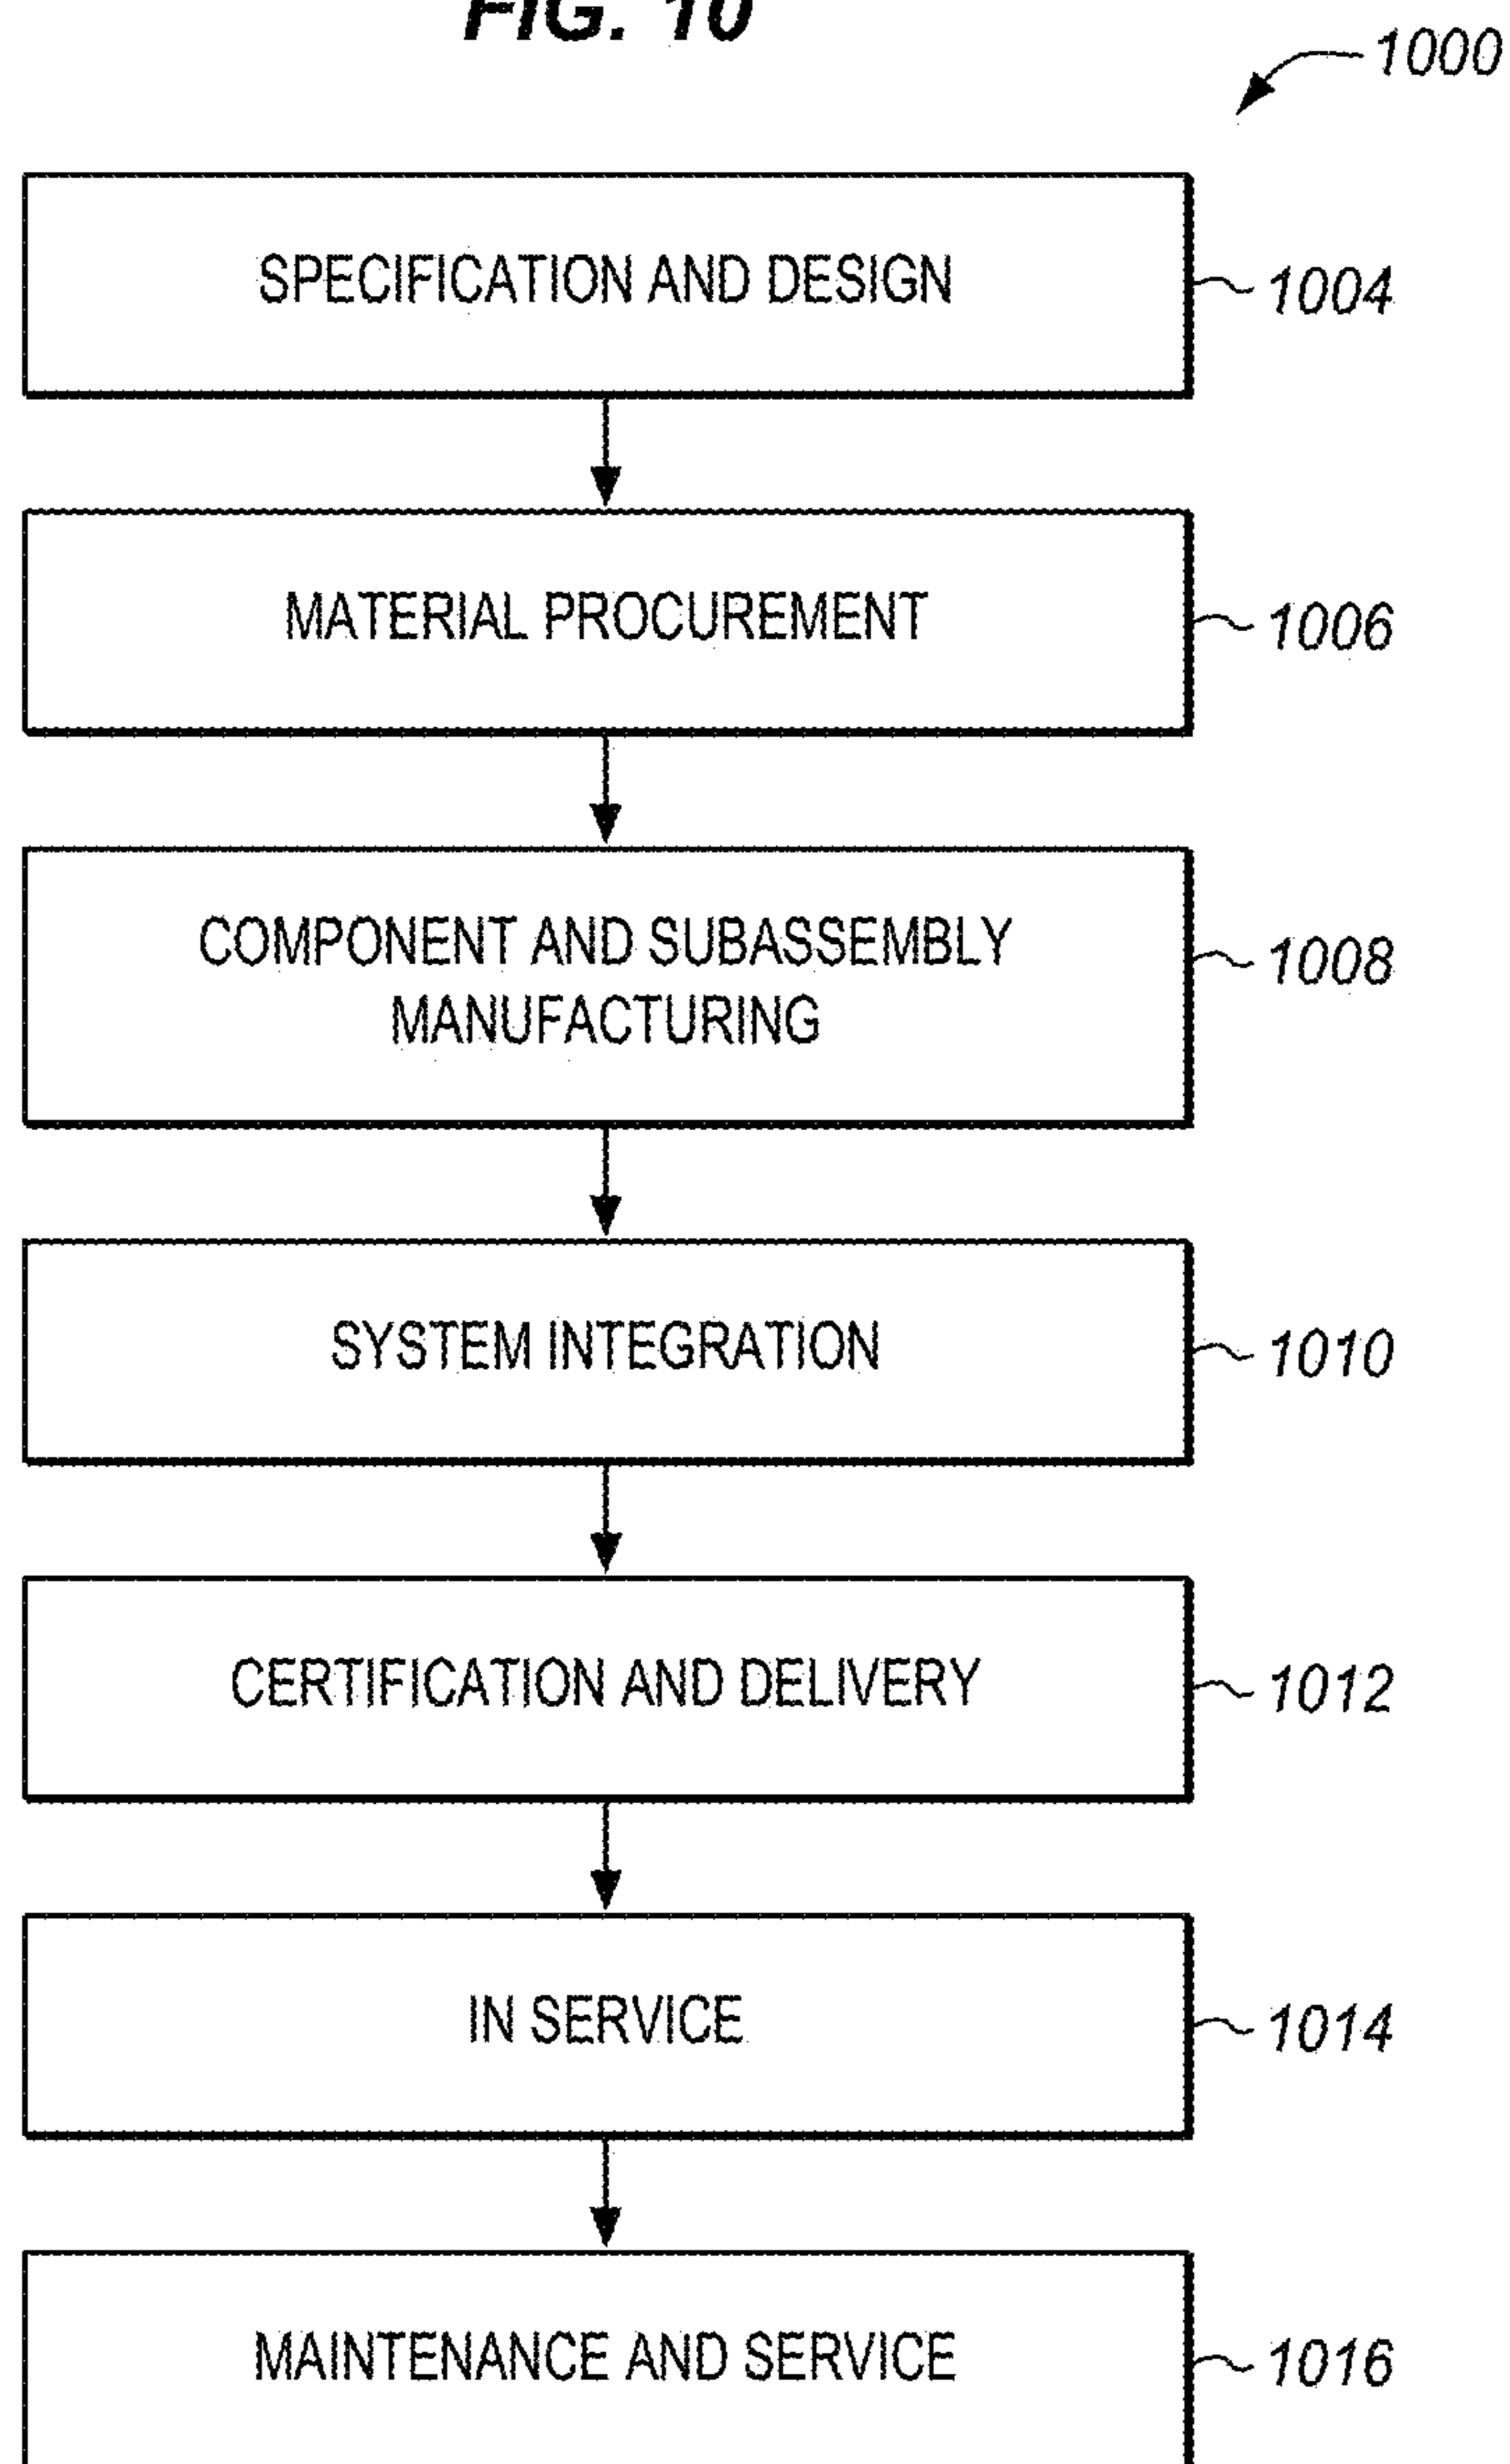 FIG. 10
1000
SPECIFICATION AND DESIGN
1004
MATERIAL PROCUREMENT
1006
COMPONENT AND SUBASSEMBLY
MANUFACTURING
1008
SYSTEM INTEGRATION
1010
CERTIFICATION AND DELIVERY
1012
IN SERVICE
1014
MAINTENANCE AND SERVICE
1016